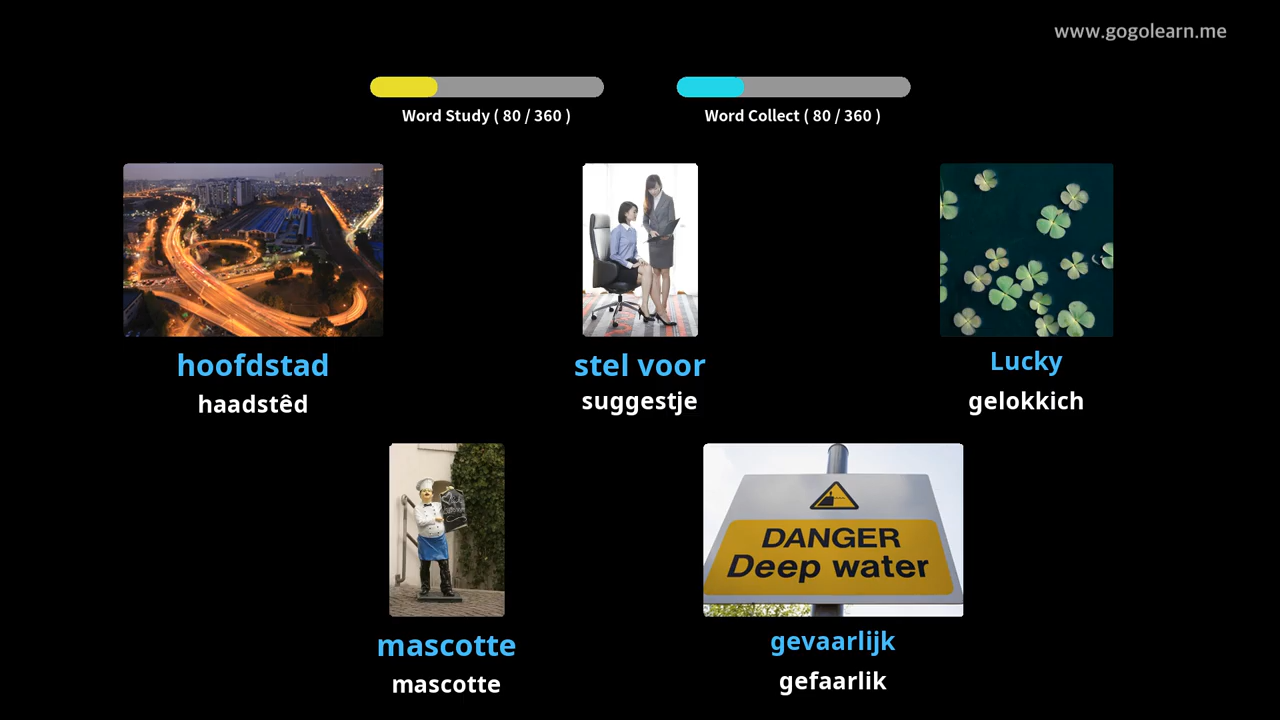 www.gogolearn.me
Word Study ( 80 / 360 )
Word Collect ( 80 / 360 )
hoofdstad
haadstêd
stel voor
suggestje
Lucky
gelokkich
DANGER
Deep water
mascotte
mascotte
gevaarlijk
gefaarlik